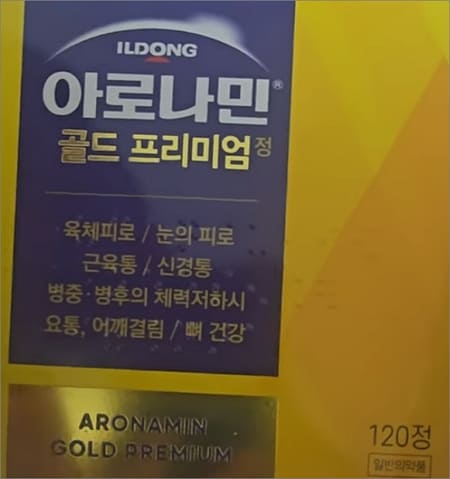 ILDONG
아로나민®
골드 프리미엄정
육체피로 / 눈의 피로
근육통 / 신경통
병중·병후의 체력저하시
요통, 어깨결림 / 뼈 건강
ARONAMIN
GOLD PREMIUM
120정
일반의약품